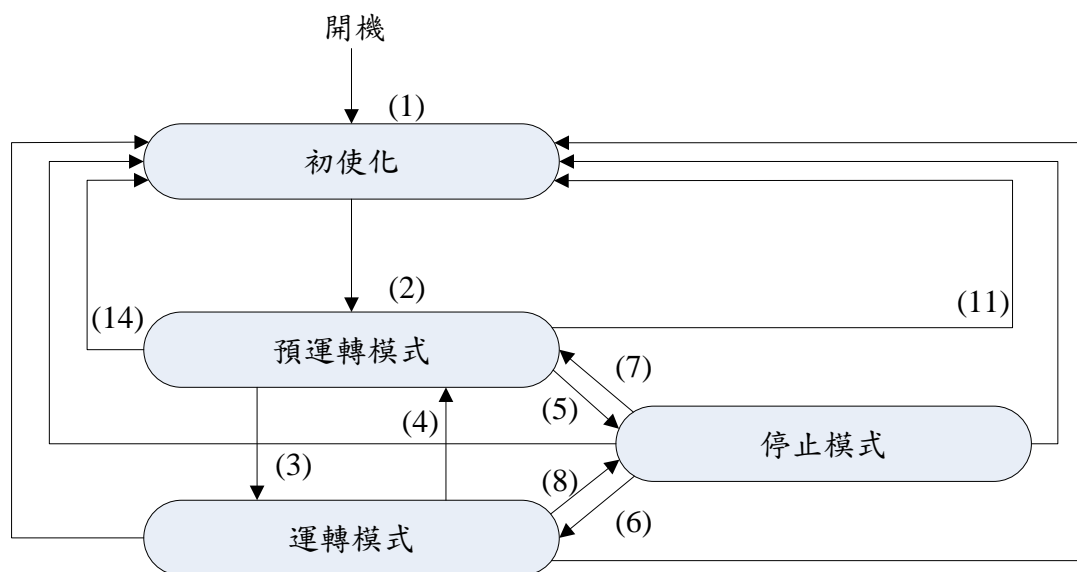 開機
(1)
初使化
(2)
(14)
(11)
預運轉模式
(7)
(5)
(4)
停止模式
(3)
(8)
(6)
運轉模式